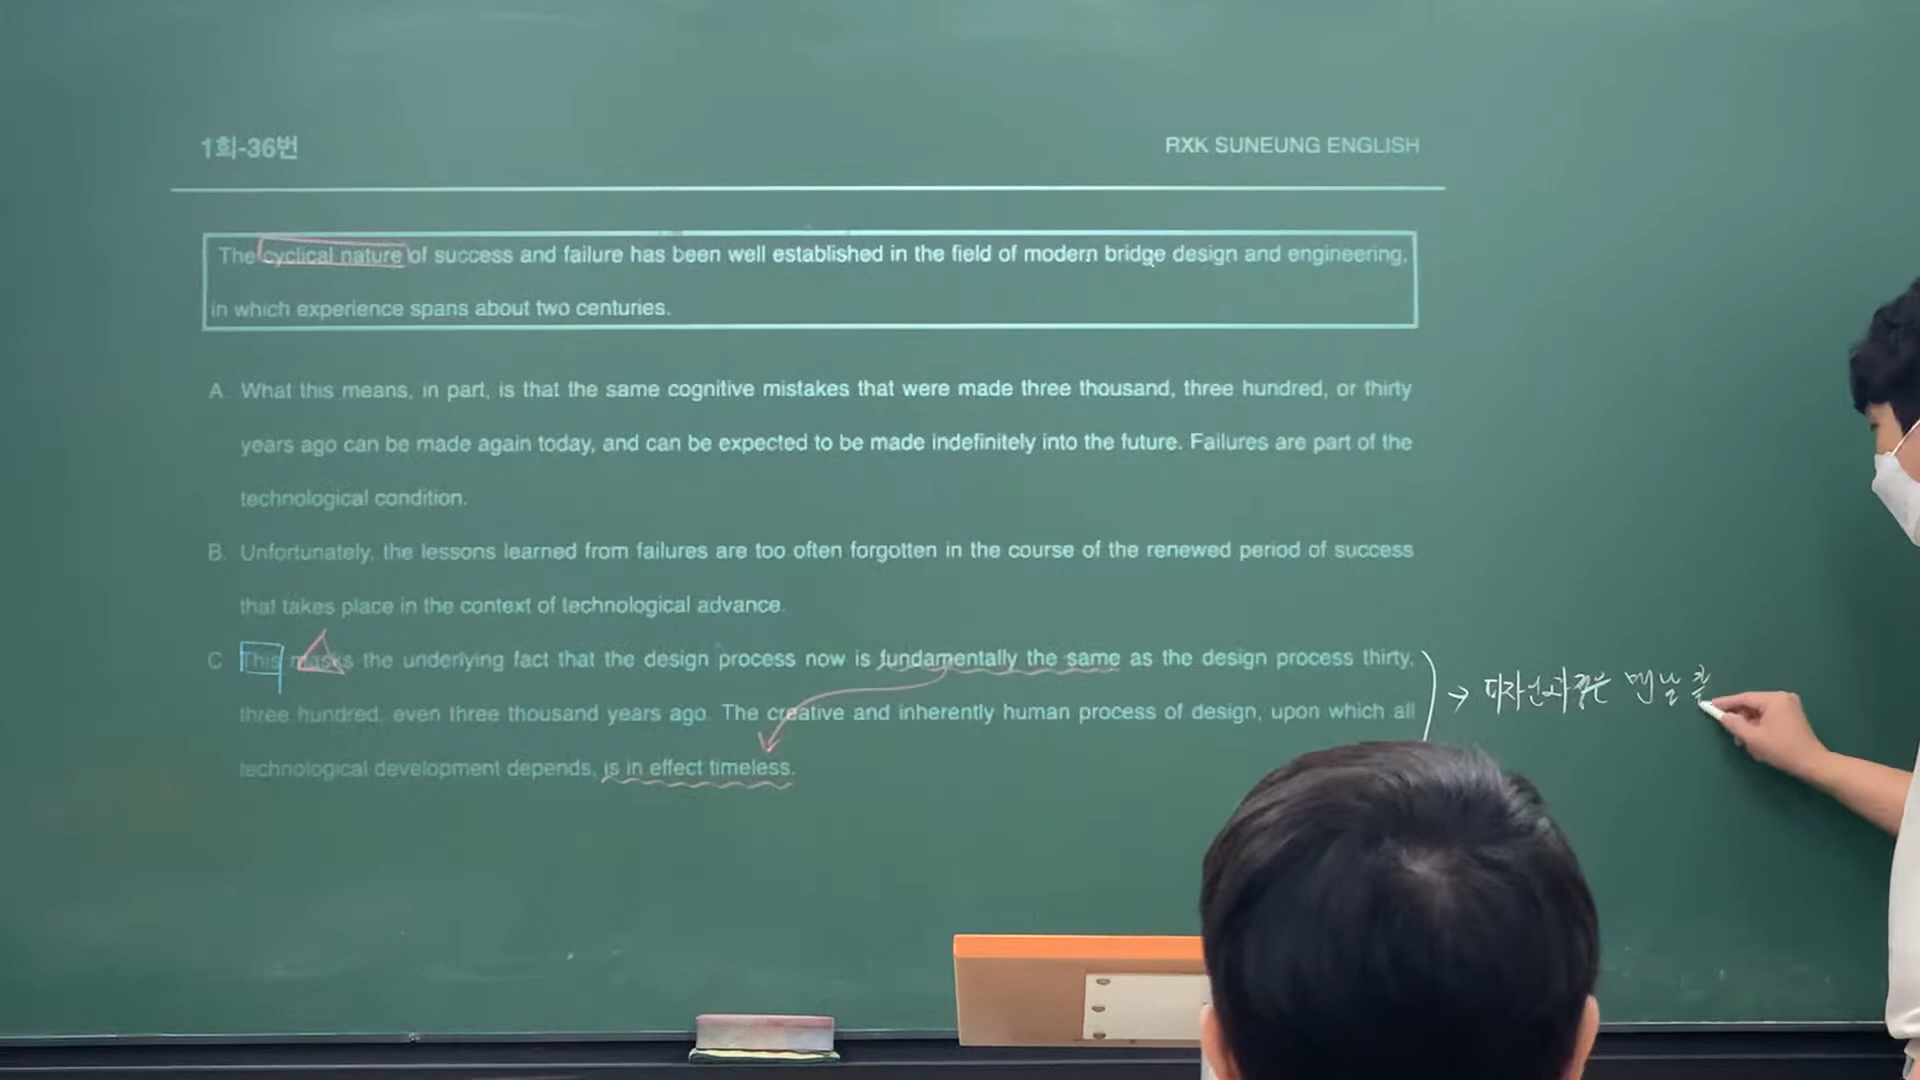 1회-36번
RXK SUNEUNG ENGLISH
The cyclical nature of success and failure has been well established in the field of modern bridge design and engineering,
in which experience spans about two centuries.
A. What this means, in part, is that the same cognitive mistakes that were made three thousand, three hundred, or thirty
years ago can be made again today, and can be expected to be made indefinitely into the future. Failures are part of the
technological condition.
B. Unfortunately, the lessons learned from failures are too often forgotten in the course of the renewed period of success
that takes place in the context of technological advance.
C This masks the underlying fact that the design process now is fundamentally the same as the design process thirty,
three hundred, even three thousand years ago. The creative and inherently human process of design, upon which all
technological development depends, is in effect timeless.
→ 디자인과정은 맨날